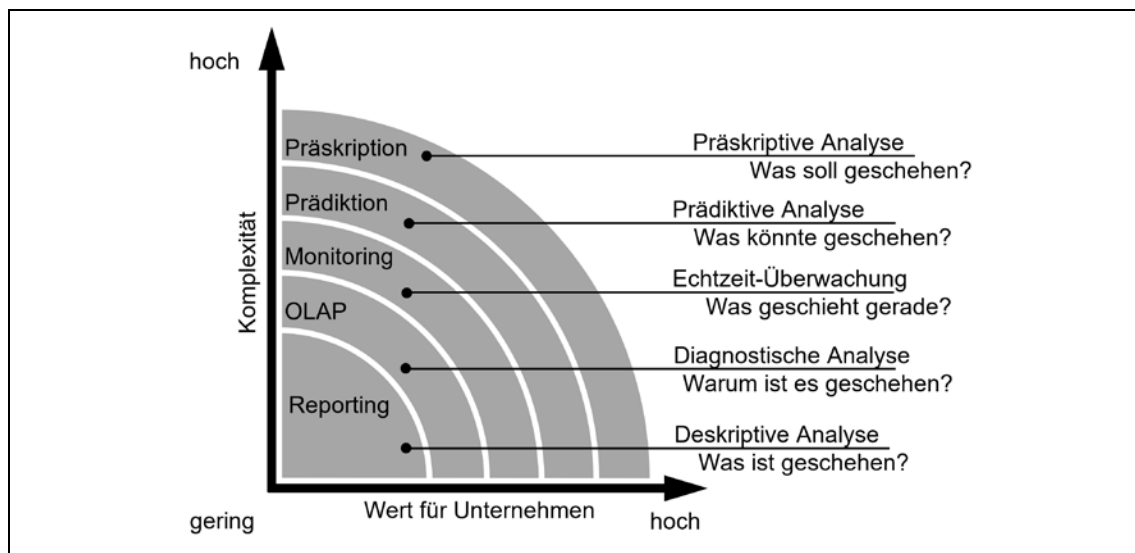 hoch
Präskription
Präskriptive Analyse
Was soll geschehen?
Prädiktion
Prädiktive Analyse
Was könnte geschehen?
Monitoring
Echtzeit-Überwachung
Was geschieht gerade?
OLAP
Diagnostische Analyse
Warum ist es geschehen?
Reporting
Deskriptive Analyse
Was ist geschehen?
Komplexität
gering
Wert für Unternehmen
hoch